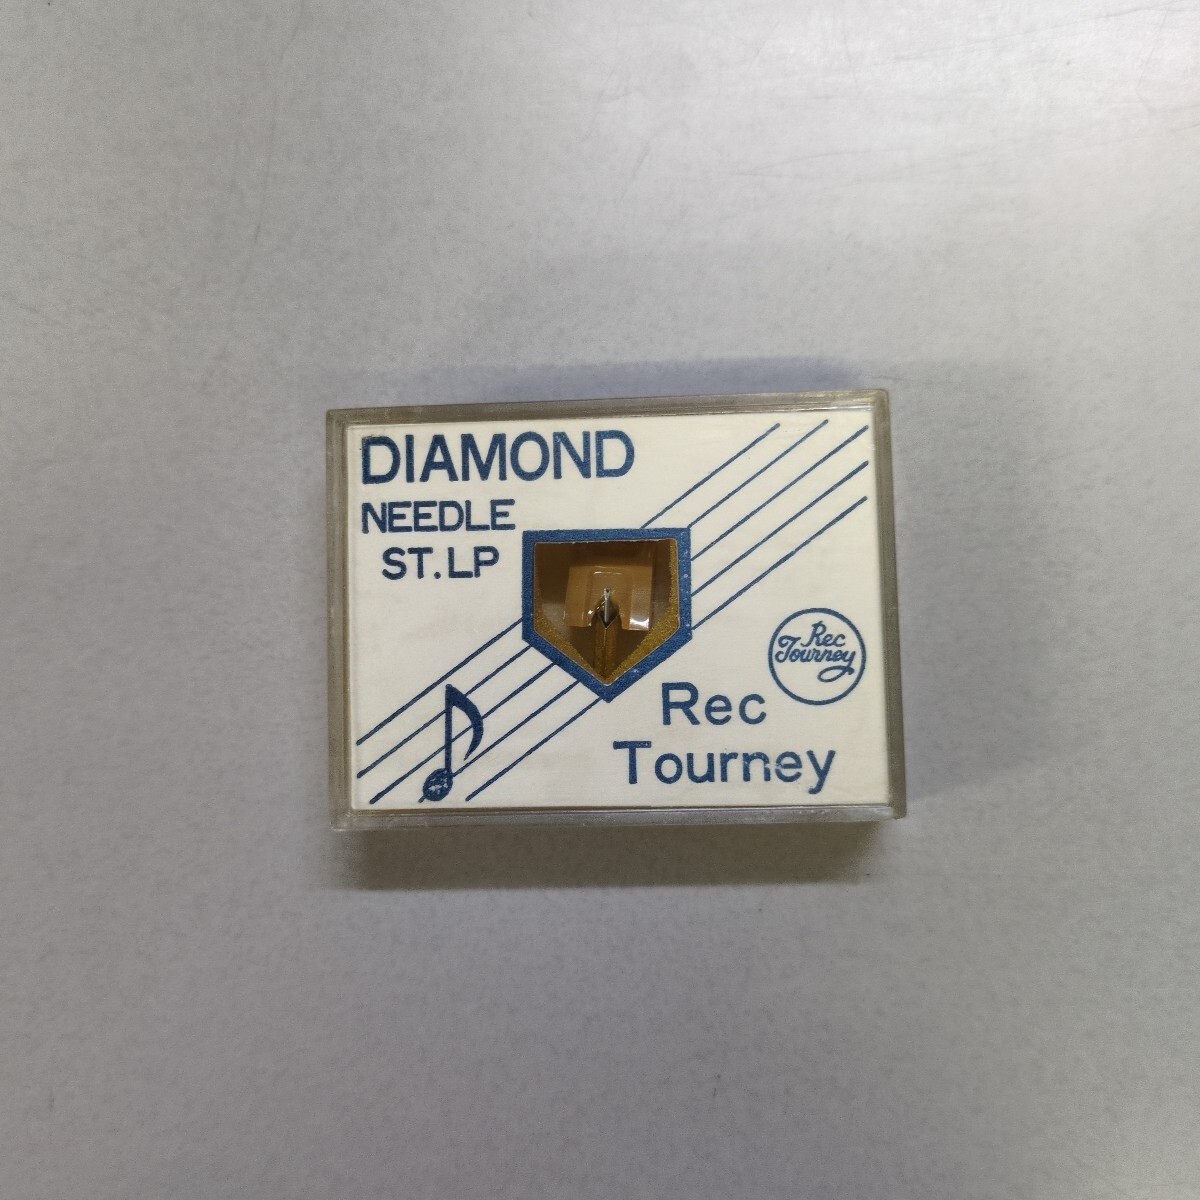 DIAMOND
NEEDLE
ST.LP
Rec
Tourney
Rec
Tourney